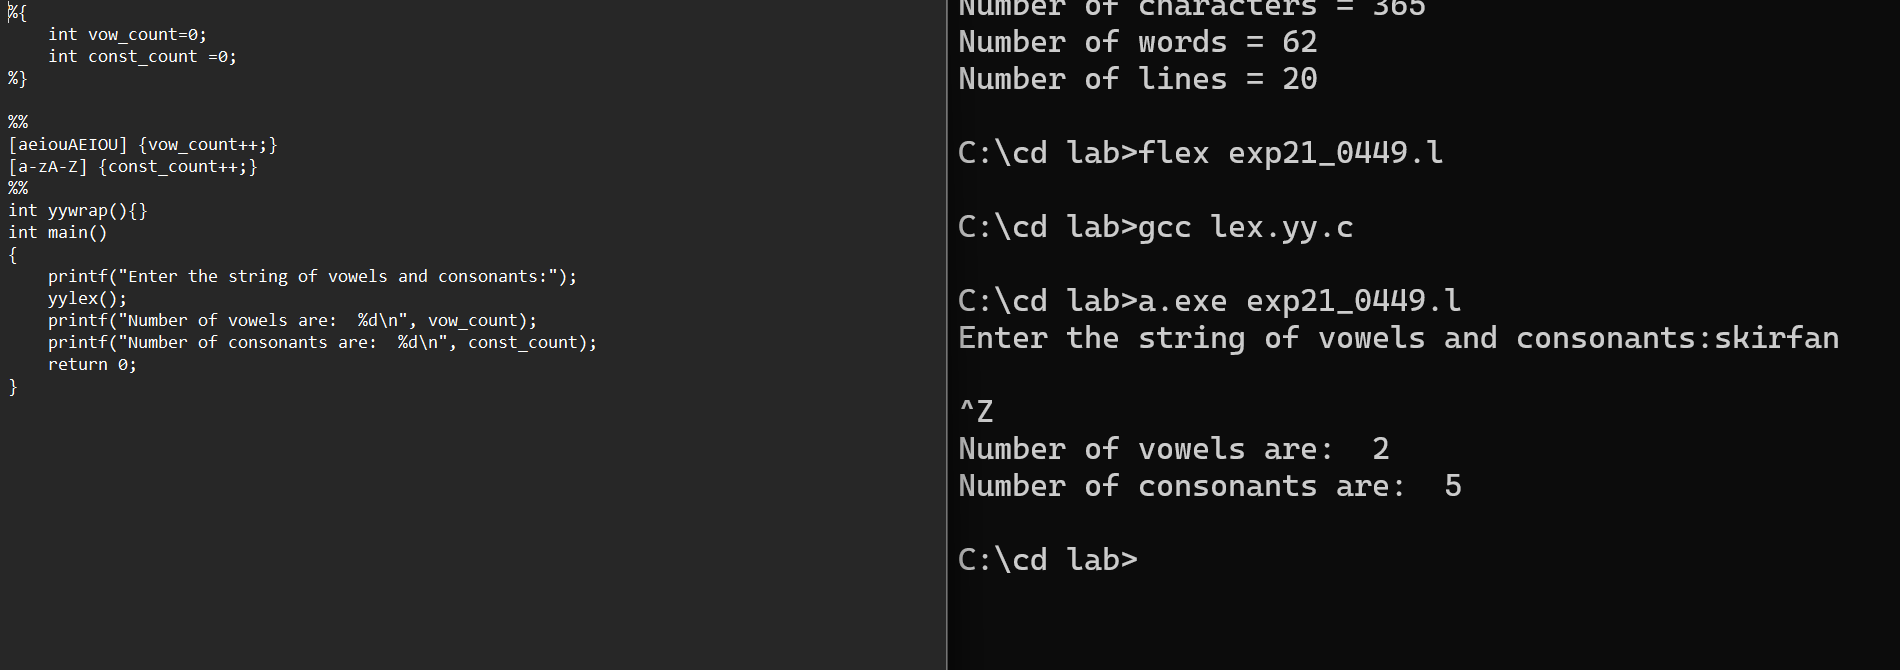 %{
    int vow_count=0;
    int const_count =0;
%}

%%
[aeiouAEIOU] {vow_count++;}
[a-zA-Z] {const_count++;}
%%
int yywrap(){}
int main()
{
    printf("Enter the string of vowels and consonants:");
    yylex();
    printf("Number of vowels are:  %d\n", vow_count);
    printf("Number of consonants are:  %d\n", const_count);
    return 0;
}
Number of characters = 365
Number of words = 62
Number of lines = 20

C:\cd lab>flex exp21_0449.l

C:\cd lab>gcc lex.yy.c

C:\cd lab>a.exe exp21_0449.l
Enter the string of vowels and consonants:skirfan

^Z
Number of vowels are:  2
Number of consonants are:  5

C:\cd lab>